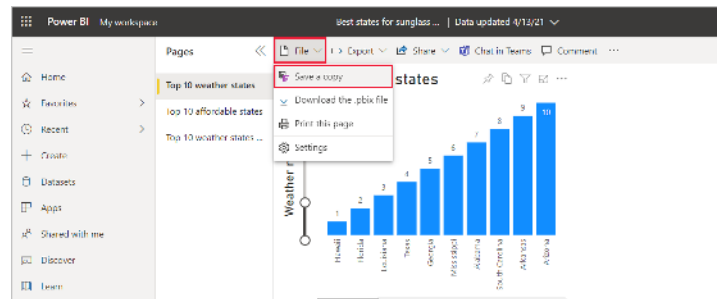 Power BI My workspace
Best states for sunglass ... | Data updated 4/13/21
Pages
File
Export
Share
Chat in Teams
Comment
...
Home
Favorites
Recent
Create
Datasets
Apps
Shared with me
Discover
Learn
Top 10 weather states
Top 10 affordable states
Top 10 weather states ...
Save a copy
Download the .pbix file
Print this page
Settings
states
Weather r
1
2
3
4
5
6
7
8
9
10
Hawaii
Florida
Louisiana
Texas
Georgia
Mississippi
Alabama
South Carolina
Arkansas
Arizona